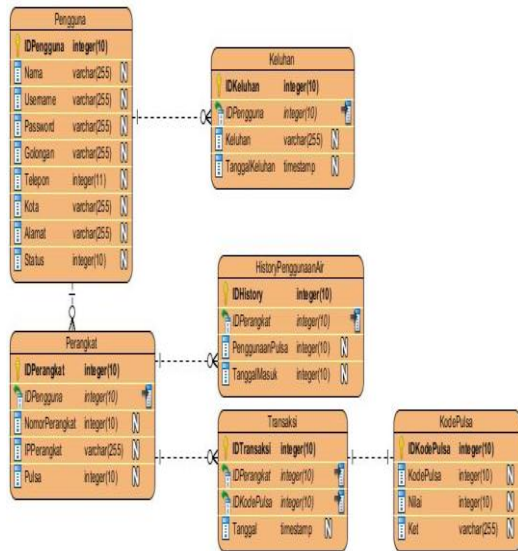 Pengguna
IDPengguna integer(10)
Nama varchar(255) N
Username varchar(255) N
Password varchar(255) N
Golongan varchar(255) N
Telepon integer(11) N
Kota varchar(255) N
Alamat varchar(255) N
Status integer(10) N
Keluhan
IDKeluhan integer(10)
IDPengguna integer(10)
Keluhan varchar(255) N
TanggalKeluhan timestamp N
HistoryPenggunaanAir
IDHistory integer(10)
IDPerangkat integer(10)
PenggunaanPulsa integer(10) N
TanggalMasuk integer(10) N
Perangkat
IDPerangkat integer(10)
IDPengguna integer(10)
NomorPerangkat integer(10) N
IPPerangkat varchar(255) N
Pulsa integer(10) N
Transaksi
IDTransaksi integer(10)
IDPerangkat integer(10)
IDKodePulsa integer(10)
Tanggal timestamp N
KodePulsa
IDKodePulsa integer(10)
KodePulsa integer(10) N
Nilai integer(10) N
Ket varchar(255) N